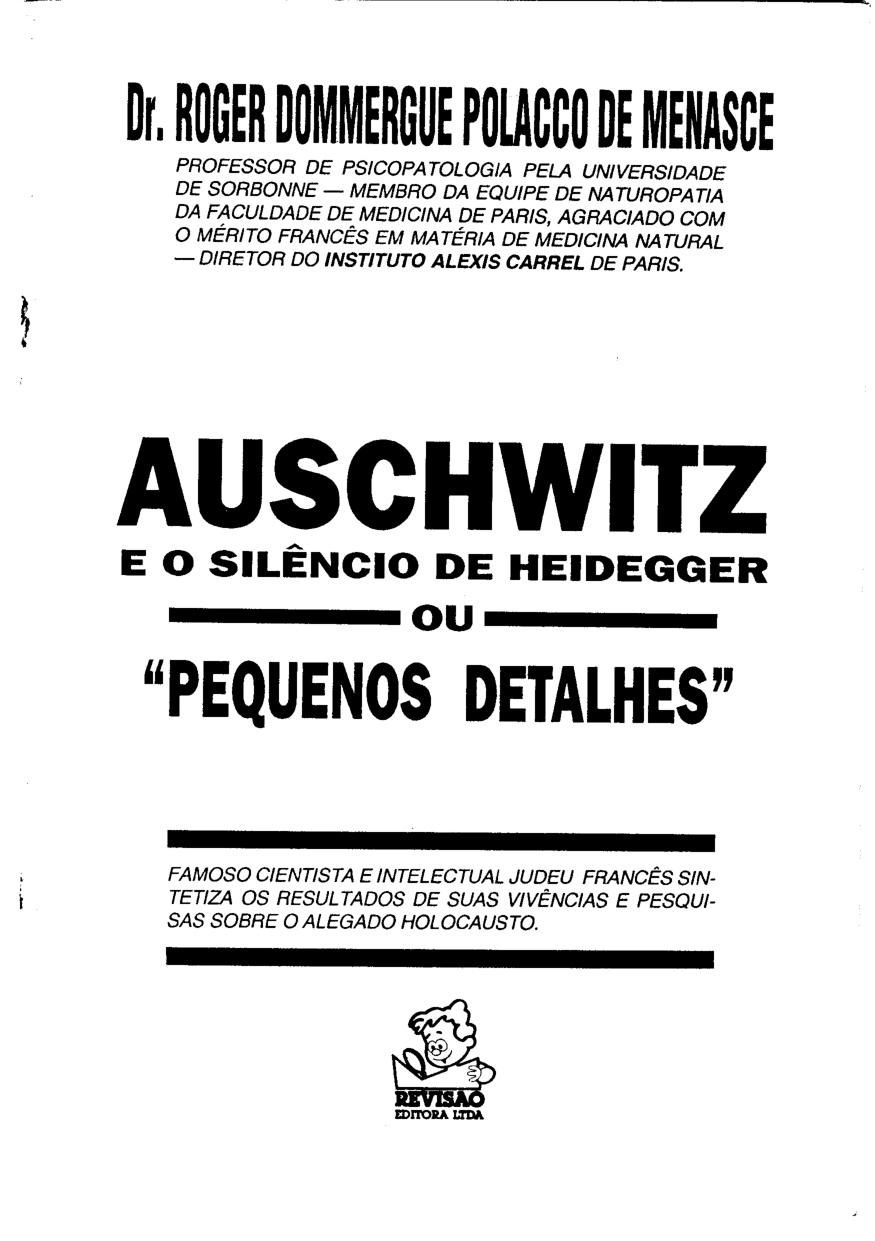 Dr. ROGER DOMMERGUE POLACCO DE MENASCE
PROFESSOR DE PSICOPATOLOGIA PELA UNIVERSIDADE
DE SORBONNE — MEMBRO DA EQUIPE DE NATUROPATIA
DA FACULDADE DE MEDICINA DE PARIS, AGRACIADO COM
O MÉRITO FRANCÊS EM MATÉRIA DE MEDICINA NATURAL
— DIRETOR DO INSTITUTO ALEXIS CARREL DE PARIS.
AUSCHWITZ
E O SILÊNCIO DE HEIDEGGER
OU
“PEQUENOS DETALHES”
FAMOSO CIENTISTA E INTELECTUAL JUDEU FRANCÊS SIN-
TETIZA OS RESULTADOS DE SUAS VIVÊNCIAS E PESQUI-
SAS SOBRE O ALEGADO HOLOCAUSTO.
REVISÃO
EDITORA LTDA